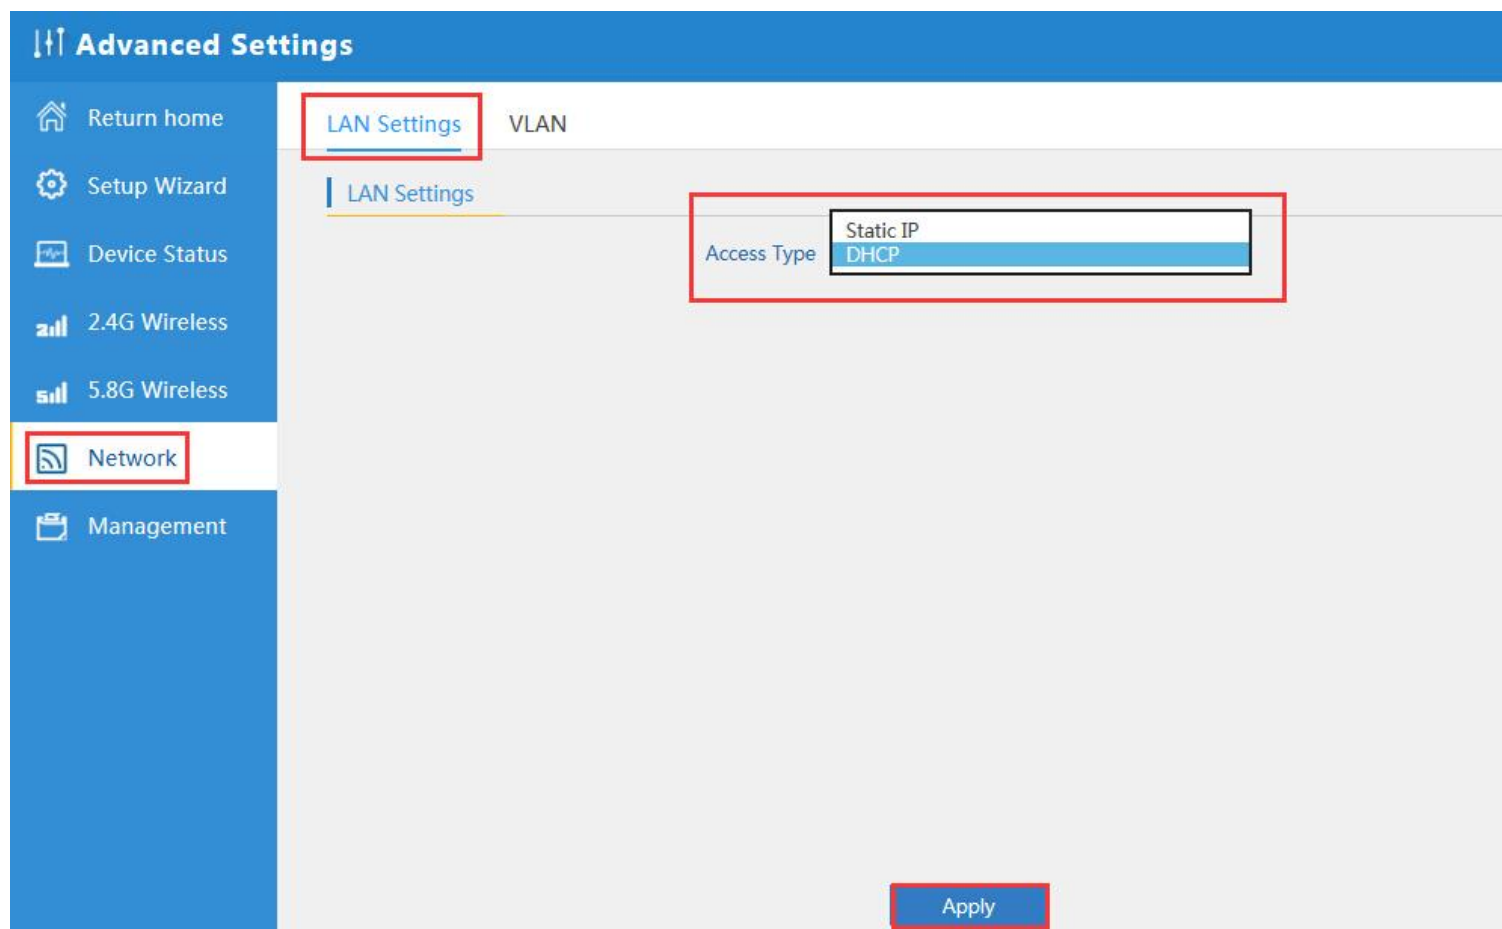 Advanced Settings
Return home
Setup Wizard
Device Status
2.4G Wireless
5.8G Wireless
Network
Management
LAN Settings
VLAN
LAN Settings
Access Type
Static IP
DHCP
Apply